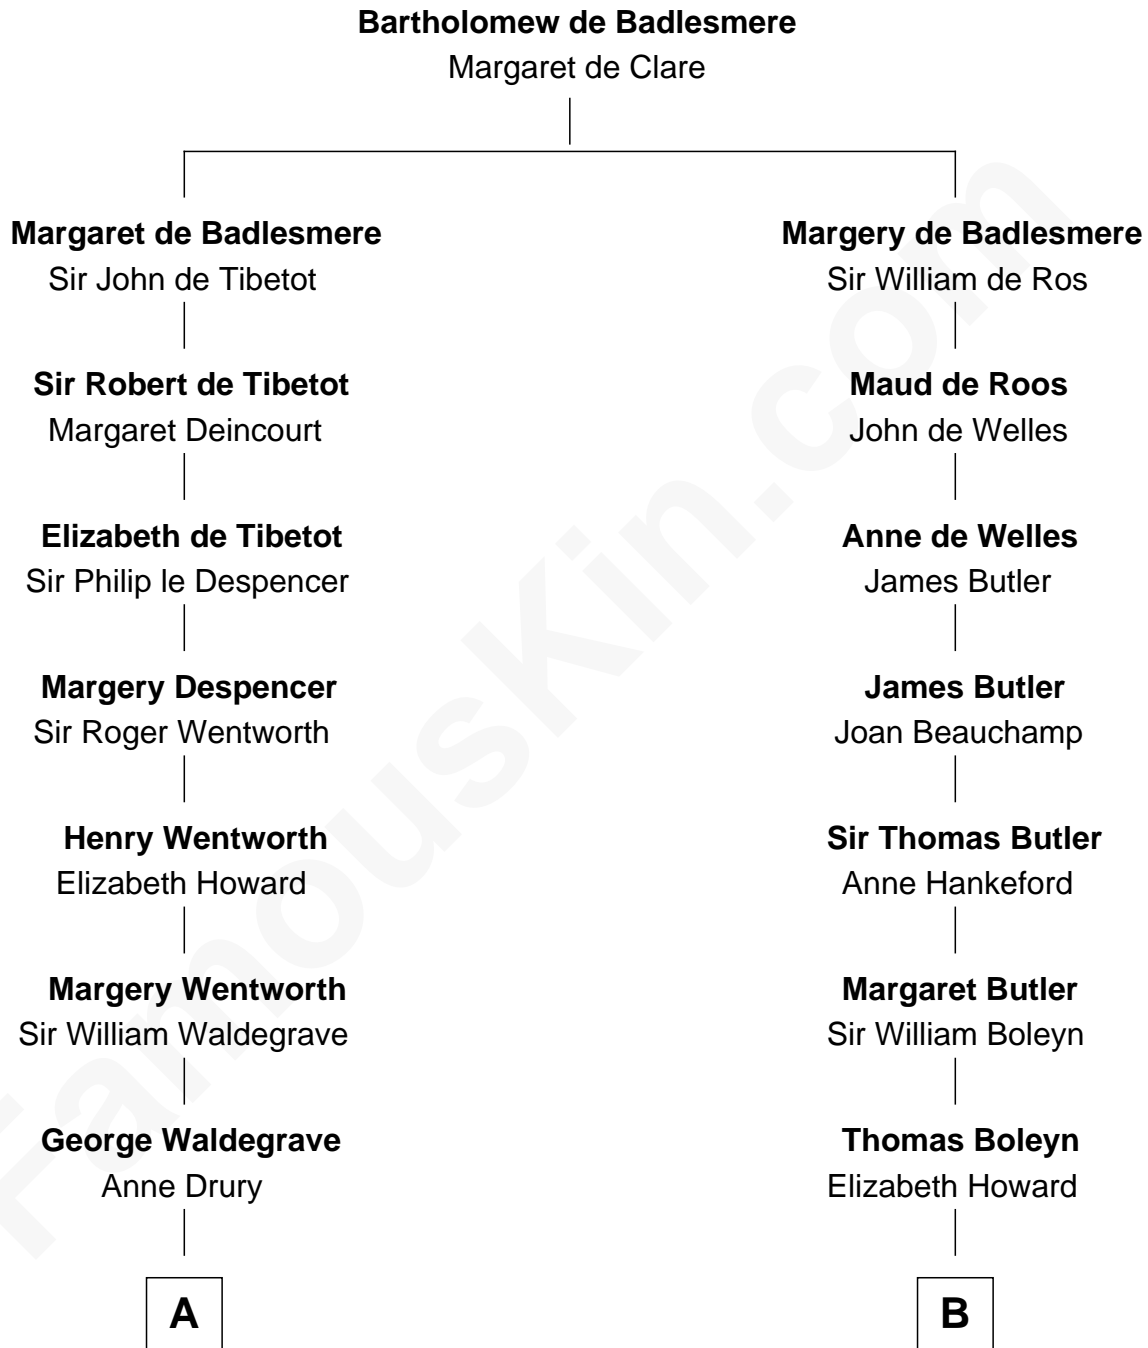 Bartholomew de Badlesmere
Margaret de Clare
Margaret de Badlesmere
Sir John de Tibetot
Margery de Badlesmere
Sir William de Ros
Sir Robert de Tibetot
Margaret Deincourt
Maud de Roos
John de Welles
Elizabeth de Tibetot
Sir Philip le Despencer
Anne de Welles
James Butler
Margery Despencer
Sir Roger Wentworth
James Butler
Joan Beauchamp
Henry Wentworth
Elizabeth Howard
Sir Thomas Butler
Anne Hankeford
Margery Wentworth
Sir William Waldegrave
Margaret Butler
Sir William Boleyn
George Waldegrave
Anne Drury
Thomas Boleyn
Elizabeth Howard
A
B
FamousKin.com